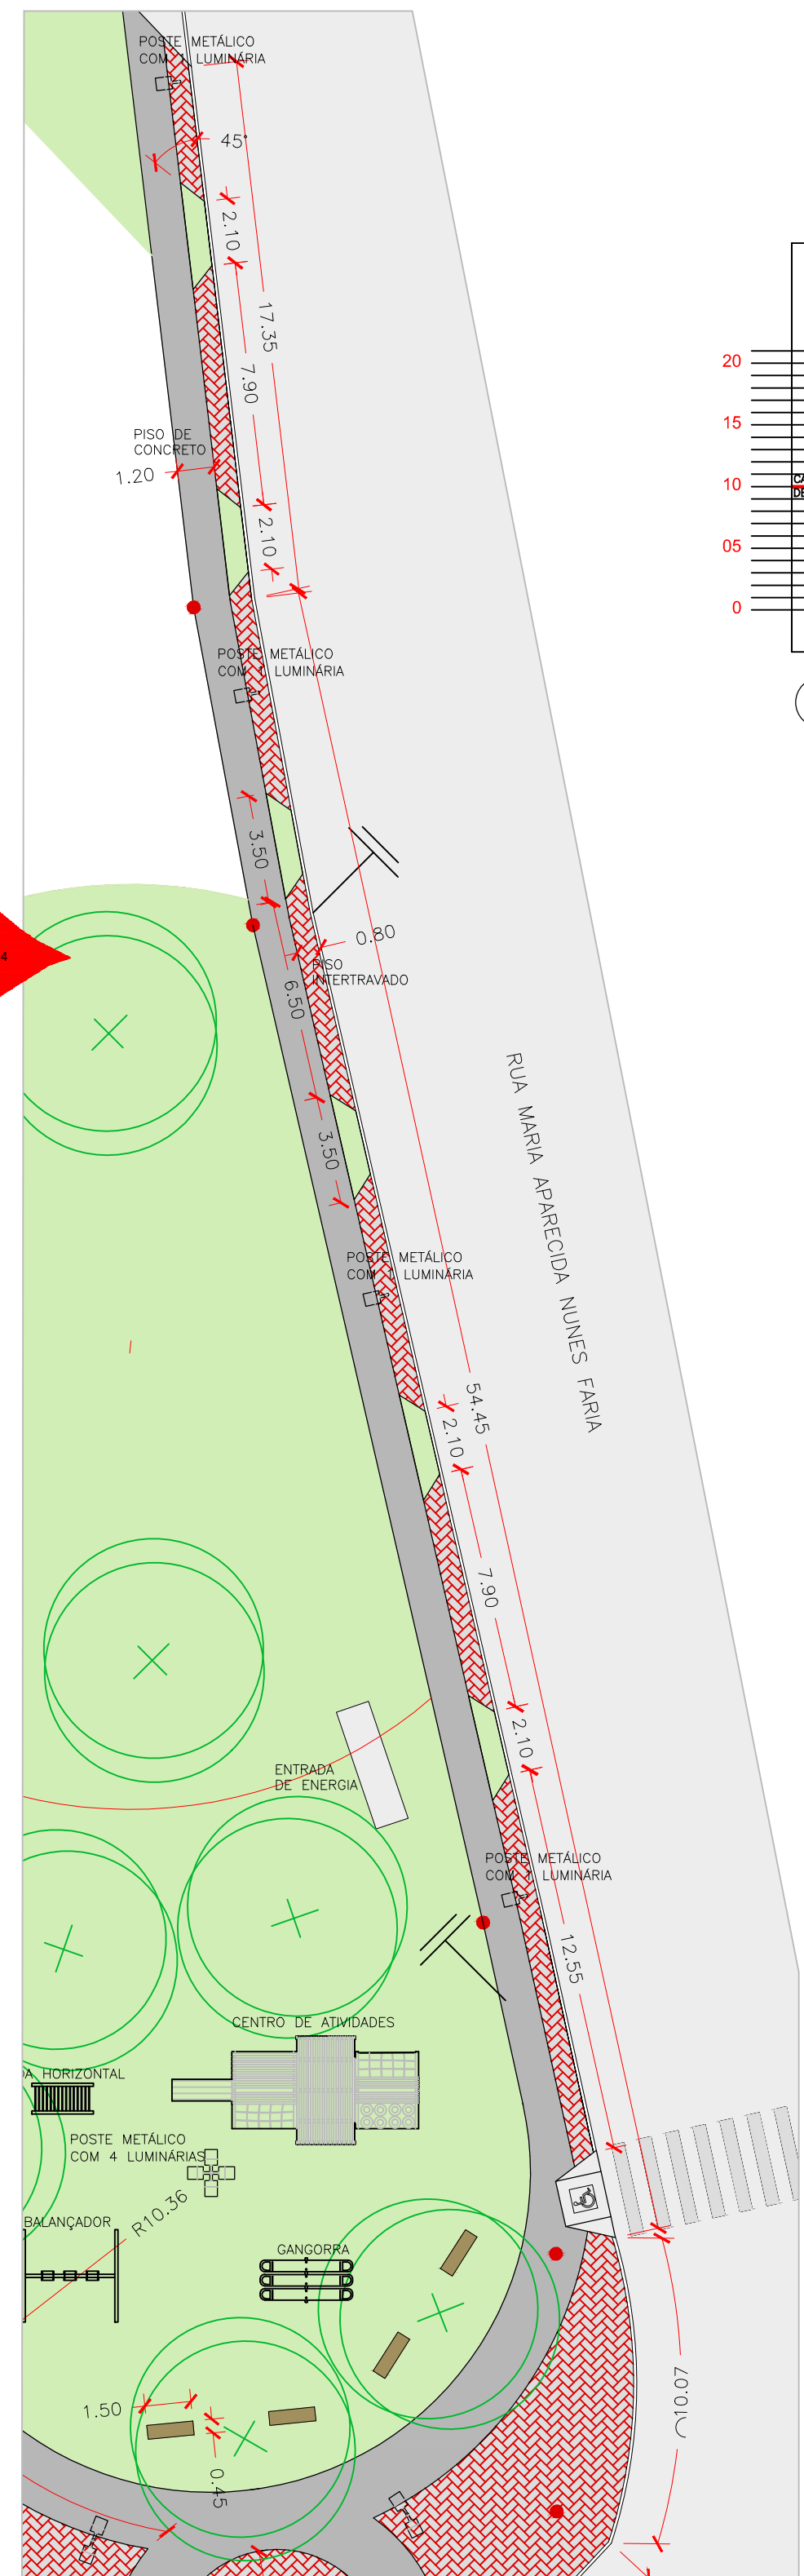 POSTE METÁLICO
COM 1 LUMINÁRIA
45°
2.10
17.35
7.90
20
15
10
05
0
PISO DE
CONCRETO
1.20
2.10
POSTE METÁLICO
COM 1 LUMINÁRIA
3.50
0.80
4
PISO
INTERTRAVADO
6.50
3.50
RUA MARIA APARECIDA NUNES FARIA
POSTE METÁLICO
COM 1 LUMINÁRIA
54.45
2.10
7.90
2.10
ENTRADA
DE ENERGIA
POSTE METÁLICO
COM 1 LUMINÁRIA
12.55
CENTRO DE ATIVIDADES
DA HORIZONTAL
POSTE METÁLICO
COM 4 LUMINÁRIAS
R10.36
BALANÇADOR
GANGORRA
10.07
1.50
0.45